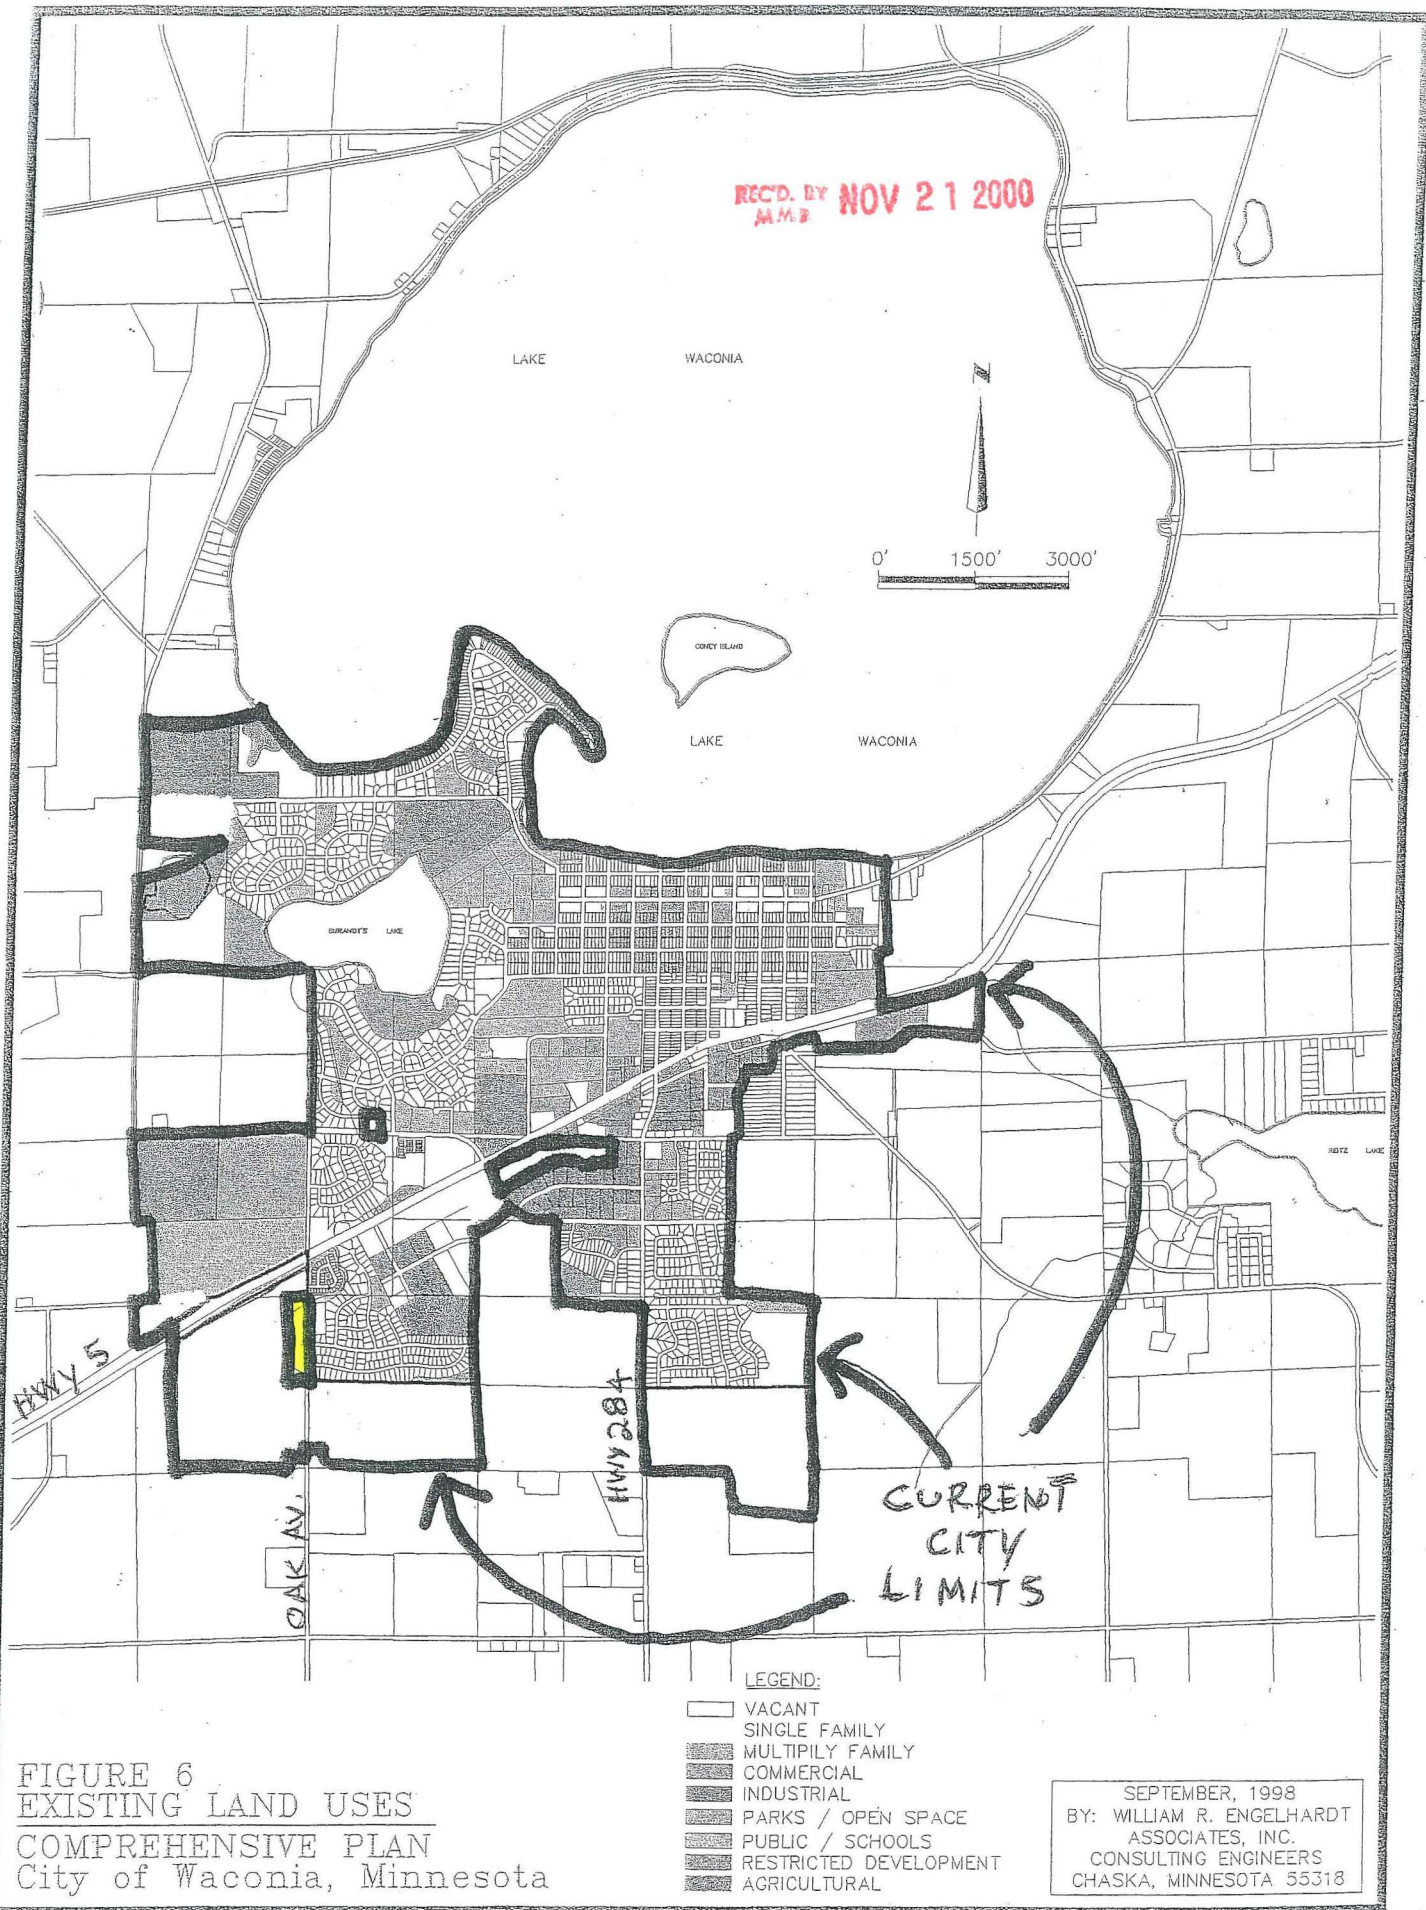 REC'D. BY NOV 21 2000
MMB
LAKE WACONIA
N
0' 1500' 3000'
CONEY ISLAND
LAKE WACONIA
BURANDT'S LAKE
REITZ LAKE
HWY 5
HWY 284
OAK AV.
CURRENT
CITY
LIMITS
LEGEND:
VACANT
SINGLE FAMILY
MULTIPILY FAMILY
COMMERCIAL
INDUSTRIAL
PARKS / OPEN SPACE
PUBLIC / SCHOOLS
RESTRICTED DEVELOPMENT
AGRICULTURAL
FIGURE 6
EXISTING LAND USES
COMPREHENSIVE PLAN
City of Waconia, Minnesota
SEPTEMBER, 1998
BY: WILLIAM R. ENGELHARDT
ASSOCIATES, INC.
CONSULTING ENGINEERS
CHASKA, MINNESOTA 55318